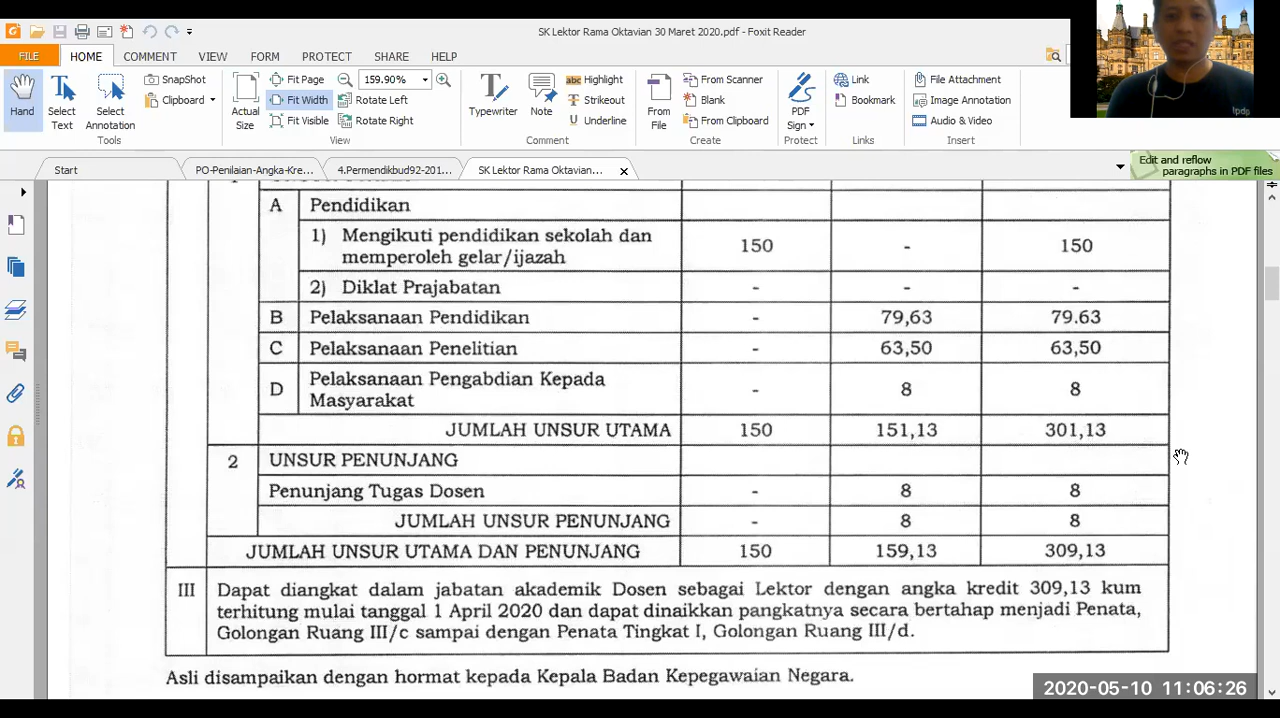 SK Lektor Rama Oktavian 30 Maret 2020.pdf - Foxit Reader
FILE HOME COMMENT VIEW FORM PROTECT SHARE HELP
Hand
Select Text
Select Annotation
SnapShot
Clipboard
Tools
Actual Size
Fit Page
Fit Width
Fit Visible
159.90%
Rotate Left
Rotate Right
View
Typewriter
Note
Highlight
Strikeout
Underline
Comment
From File
From Scanner
Blank
From Clipboard
Create
PDF Sign
Protect
Link
Bookmark
Links
File Attachment
Image Annotation
Audio & Video
Insert
lpdp
Start
PO-Penilaian-Angka-Kre...
4.Permendikbud92-201...
SK Lektor Rama Oktavian...
Edit and reflow
paragraphs in PDF files
A Pendidikan
1) Mengikuti pendidikan sekolah dan
memperoleh gelar/ijazah 150 - 150
2) Diklat Prajabatan - - -
B Pelaksanaan Pendidikan - 79,63 79.63
C Pelaksanaan Penelitian - 63,50 63,50
D Pelaksanaan Pengabdian Kepada
Masyarakat - 8 8
JUMLAH UNSUR UTAMA 150 151,13 301,13
2 UNSUR PENUNJANG
Penunjang Tugas Dosen - 8 8
JUMLAH UNSUR PENUNJANG - 8 8
JUMLAH UNSUR UTAMA DAN PENUNJANG 150 159,13 309,13
III Dapat diangkat dalam jabatan akademik Dosen sebagai Lektor dengan angka kredit 309,13 kum
terhitung mulai tanggal 1 April 2020 dan dapat dinaikkan pangkatnya secara bertahap menjadi Penata,
Golongan Ruang III/c sampai dengan Penata Tingkat I, Golongan Ruang III/d.
Asli disampaikan dengan hormat kepada Kepala Badan Kepegawaian Negara.
2020-05-10 11:06:26